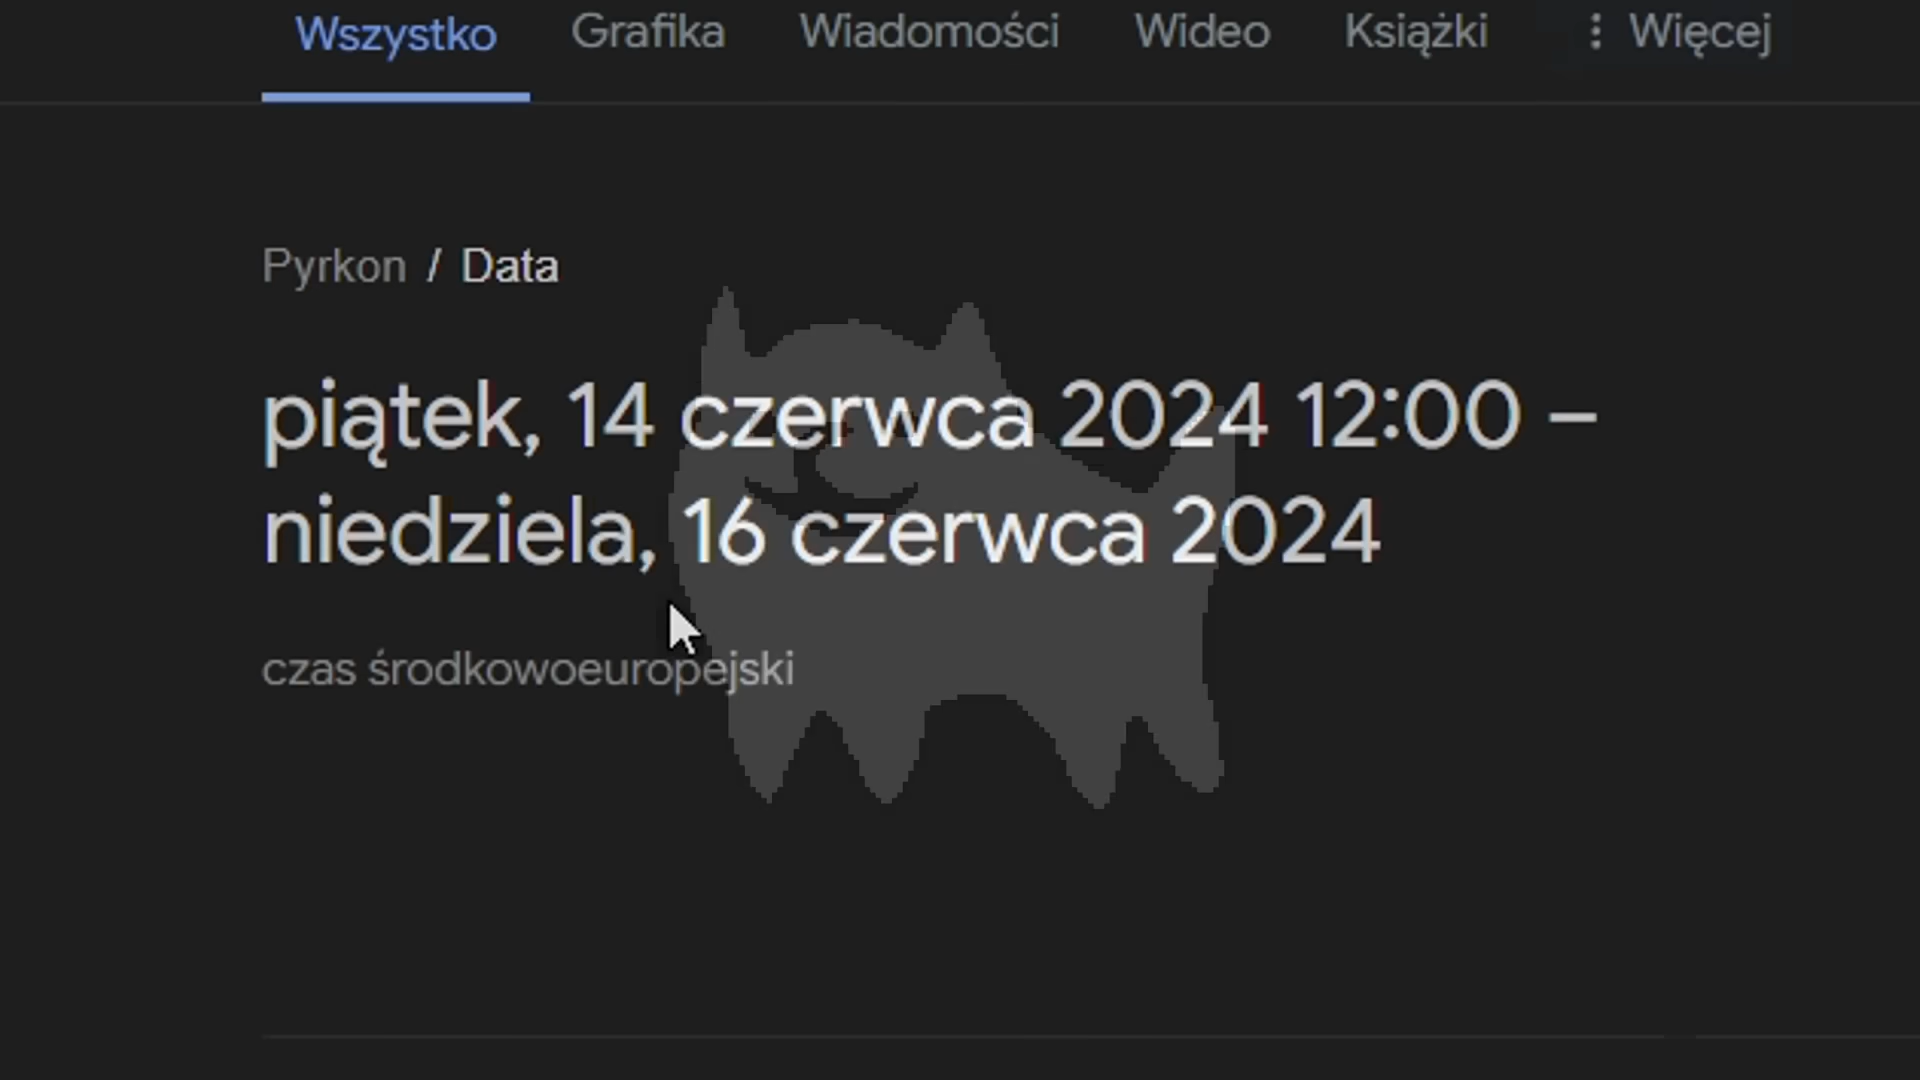 Wszystko Grafika Wiadomości Wideo Książki Więcej
Pyrkon / Data
piątek, 14 czerwca 2024 12:00 –
niedziela, 16 czerwca 2024
czas środkowoeuropejski